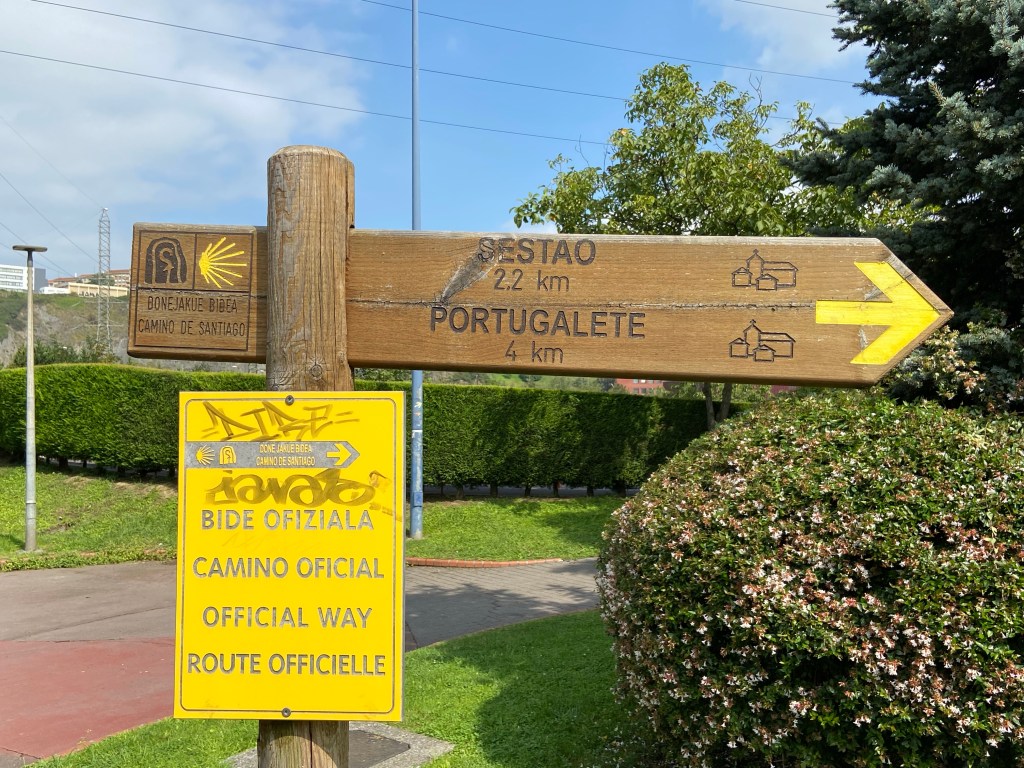 SESTAO
2,2 km
PORTUGALETE
4 km
DONEJAKUE BIDEA
CAMINO DE SANTIAGO
DONE JAKUE BIDEA
CAMINO DE SANTIAGO
BIDE OFIZIALA
CAMINO OFICIAL
OFFICIAL WAY
ROUTE OFFICIELLE